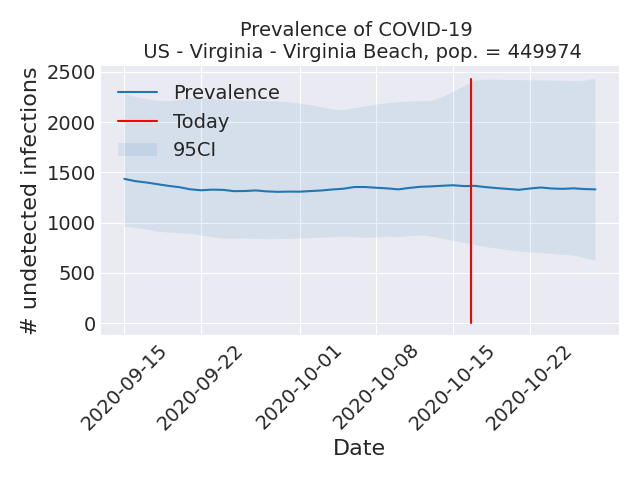 Prevalence of COVID-19
US - Virginia - Virginia Beach, pop. = 449974
# undetected infections
2500
2000
1500
1000
500
0
Prevalence
Today
95CI
2020-09-15
2020-09-22
2020-10-01
2020-10-08
2020-10-15
2020-10-22
Date